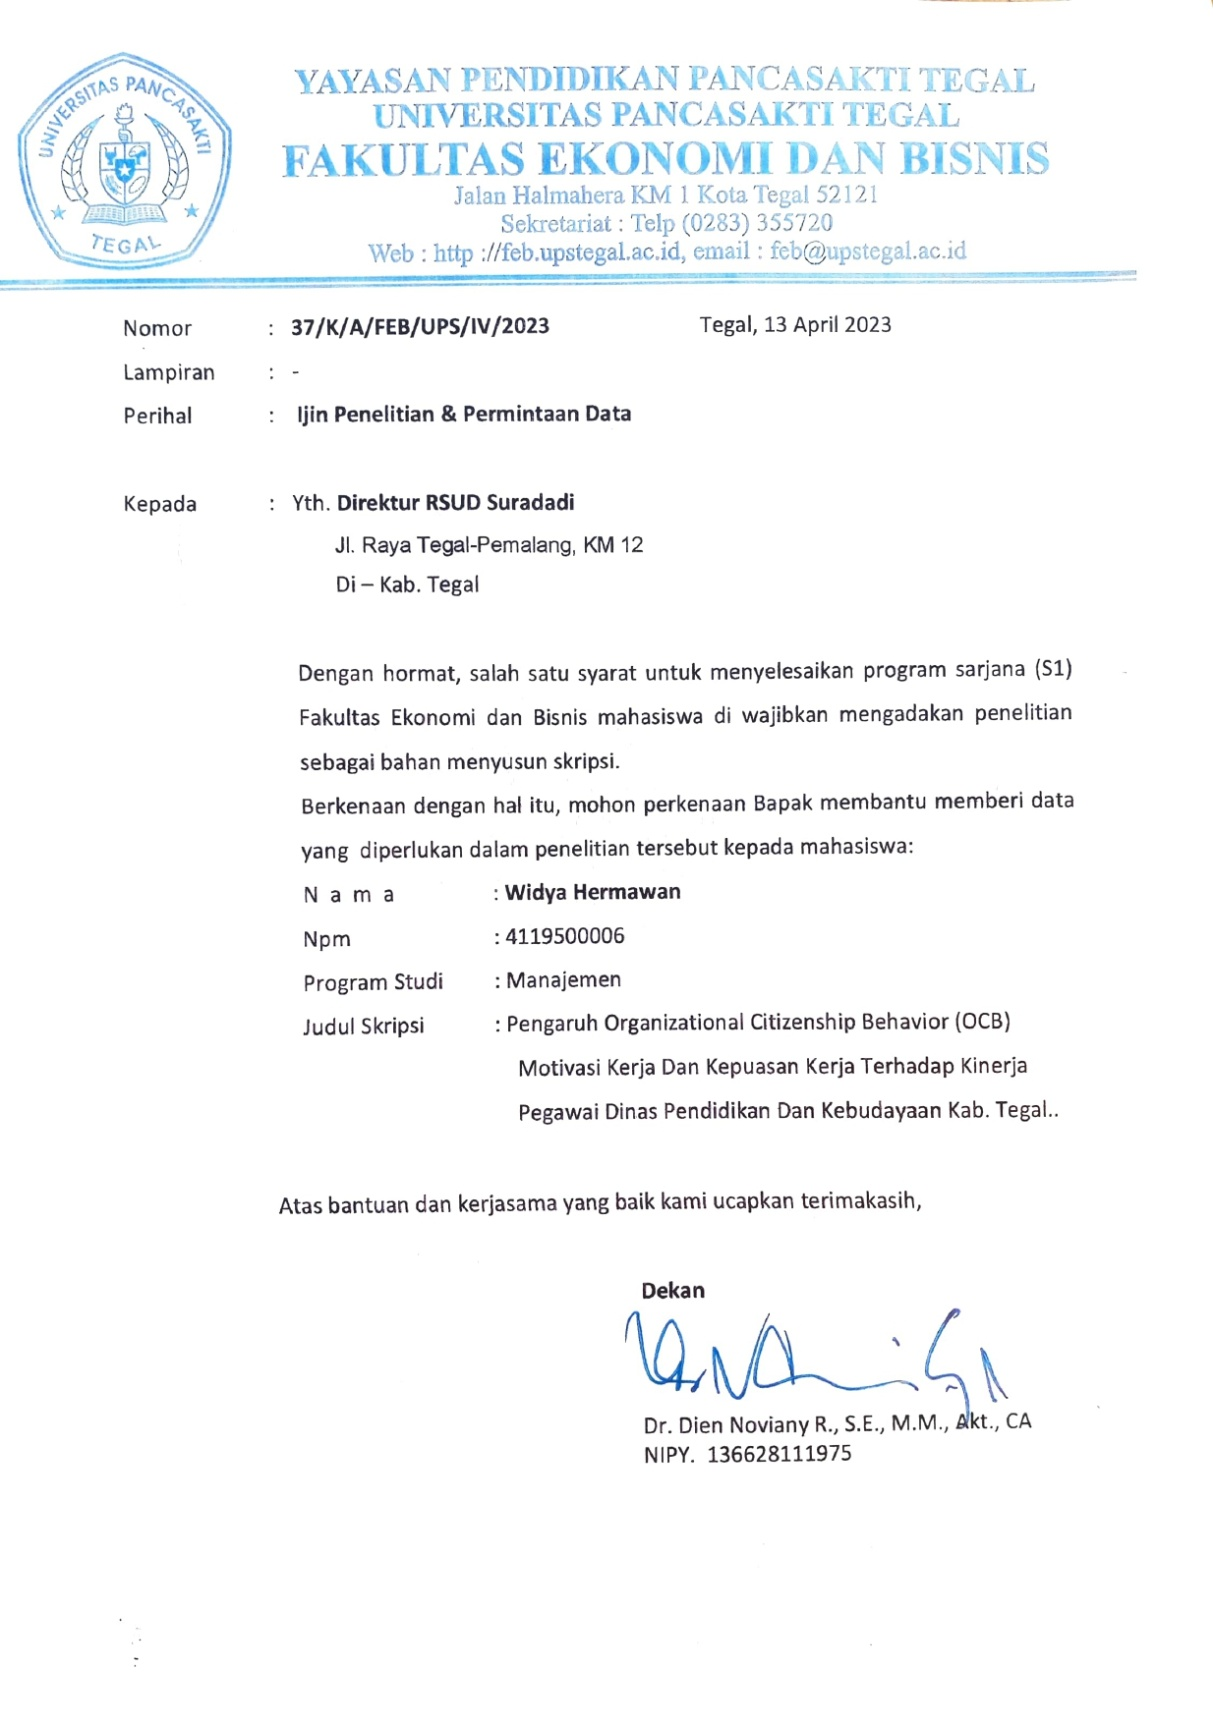 UNIVERSITAS PANCASAKTI
TEGAL
YAYASAN PENDIDIKAN PANCASAKTI TEGAL
UNIVERSITAS PANCASAKTI TEGAL
FAKULTAS EKONOMI DAN BISNIS
Jalan Halmahera KM 1 Kota Tegal 52121
Sekretariat : Telp (0283) 355720
Web : http ://feb.upstegal.ac.id, email : feb@upstegal.ac.id
Nomor : 37/K/A/FEB/UPS/IV/2023 Tegal, 13 April 2023
Lampiran : -
Perihal : Ijin Penelitian & Permintaan Data
Kepada : Yth. Direktur RSUD Suradadi
Jl. Raya Tegal-Pemalang, KM 12
Di – Kab. Tegal
Dengan hormat, salah satu syarat untuk menyelesaikan program sarjana (S1)
Fakultas Ekonomi dan Bisnis mahasiswa di wajibkan mengadakan penelitian
sebagai bahan menyusun skripsi.
Berkenaan dengan hal itu, mohon perkenaan Bapak membantu memberi data
yang diperlukan dalam penelitian tersebut kepada mahasiswa:
N a m a : Widya Hermawan
Npm : 4119500006
Program Studi : Manajemen
Judul Skripsi : Pengaruh Organizational Citizenship Behavior (OCB)
Motivasi Kerja Dan Kepuasan Kerja Terhadap Kinerja
Pegawai Dinas Pendidikan Dan Kebudayaan Kab. Tegal..
Atas bantuan dan kerjasama yang baik kami ucapkan terimakasih,
Dekan
Dr. Dien Noviany R., S.E., M.M., Akt., CA
NIPY. 136628111975